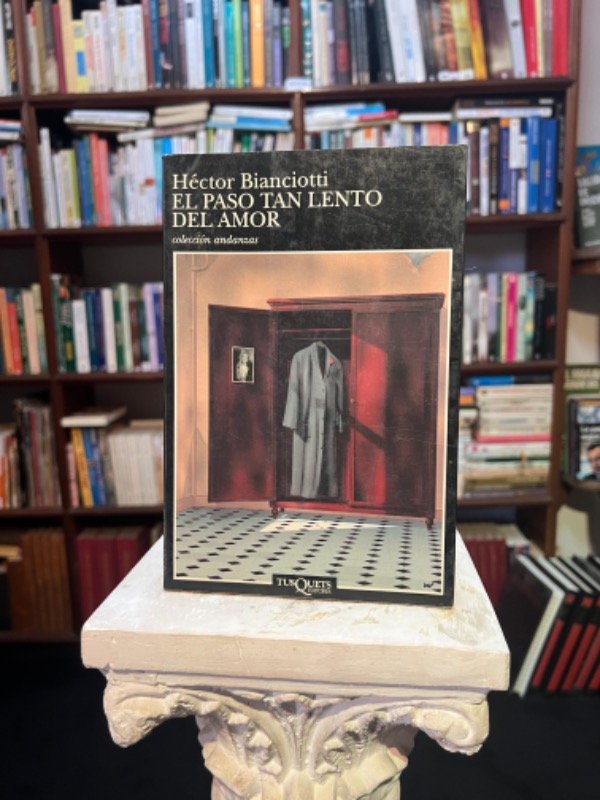 Héctor Bianciotti
EL PASO TAN LENTO
DEL AMOR
colección andanzas
TUSQUETS
EDITORES